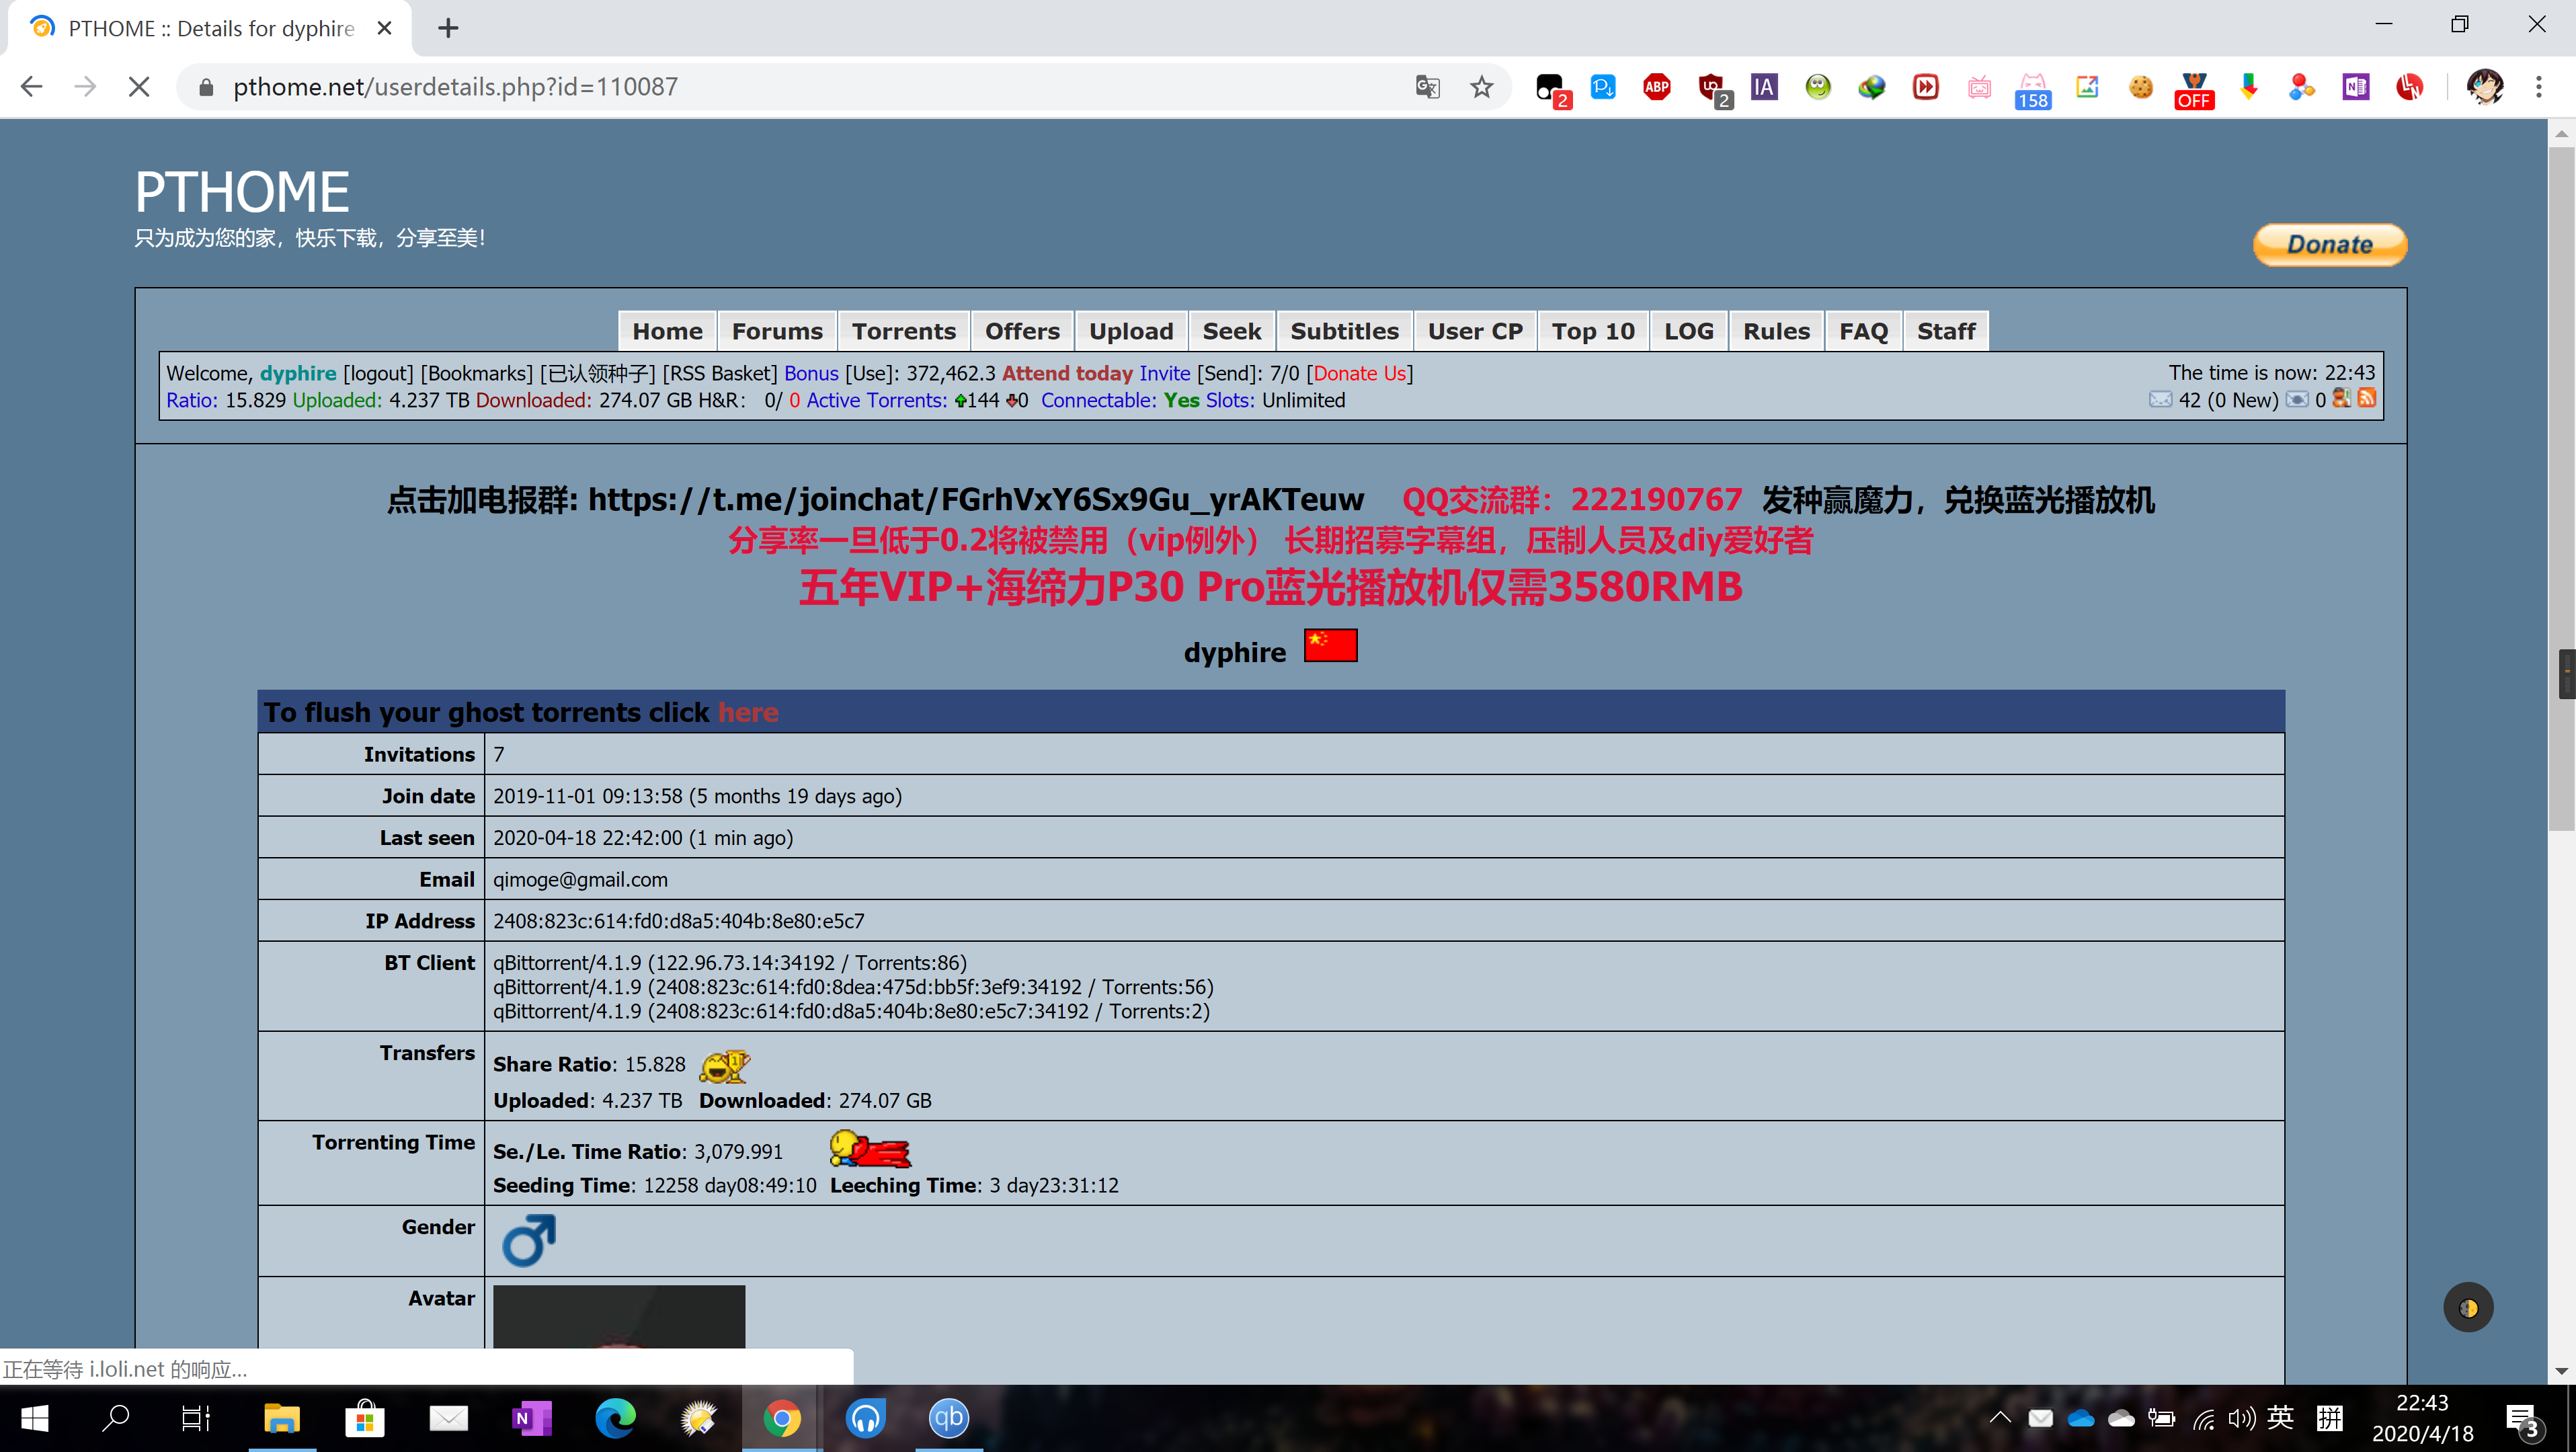 PTHOME :: Details for dyphire
pthome.net/userdetails.php?id=110087
2
ABP
2
IA
158
OFF
PTHOME
只为成为您的家，快乐下载，分享至美！
Donate
Home Forums Torrents Offers Upload Seek Subtitles User CP Top 10 LOG Rules FAQ Staff
Welcome, dyphire [logout] [Bookmarks] [已认领种子] [RSS Basket] Bonus [Use]: 372,462.3 Attend today Invite [Send]: 7/0 [Donate Us]
The time is now: 22:43
Ratio: 15.829 Uploaded: 4.237 TB Downloaded: 274.07 GB H&R: 0/ 0 Active Torrents: 144 0 Connectable: Yes Slots: Unlimited
42 (0 New) 0
点击加电报群: https://t.me/joinchat/FGrhVxY6Sx9Gu_yrAKTeuw QQ交流群：222190767 发种赢魔力，兑换蓝光播放机
分享率一旦低于0.2将被禁用（vip例外） 长期招募字幕组，压制人员及diy爱好者
五年VIP+海缔力P30 Pro蓝光播放机仅需3580RMB
dyphire
To flush your ghost torrents click here
Invitations 7
Join date 2019-11-01 09:13:58 (5 months 19 days ago)
Last seen 2020-04-18 22:42:00 (1 min ago)
Email qimoge@gmail.com
IP Address 2408:823c:614:fd0:d8a5:404b:8e80:e5c7
BT Client qBittorrent/4.1.9 (122.96.73.14:34192 / Torrents:86)
qBittorrent/4.1.9 (2408:823c:614:fd0:8dea:475d:bb5f:3ef9:34192 / Torrents:56)
qBittorrent/4.1.9 (2408:823c:614:fd0:d8a5:404b:8e80:e5c7:34192 / Torrents:2)
Transfers Share Ratio: 15.828
Uploaded: 4.237 TB Downloaded: 274.07 GB
Torrenting Time Se./Le. Time Ratio: 3,079.991
Seeding Time: 12258 day08:49:10 Leeching Time: 3 day23:31:12
Gender
Avatar
正在等待 i.loli.net 的响应...
N
qb
英
拼
22:43
2020/4/18
3